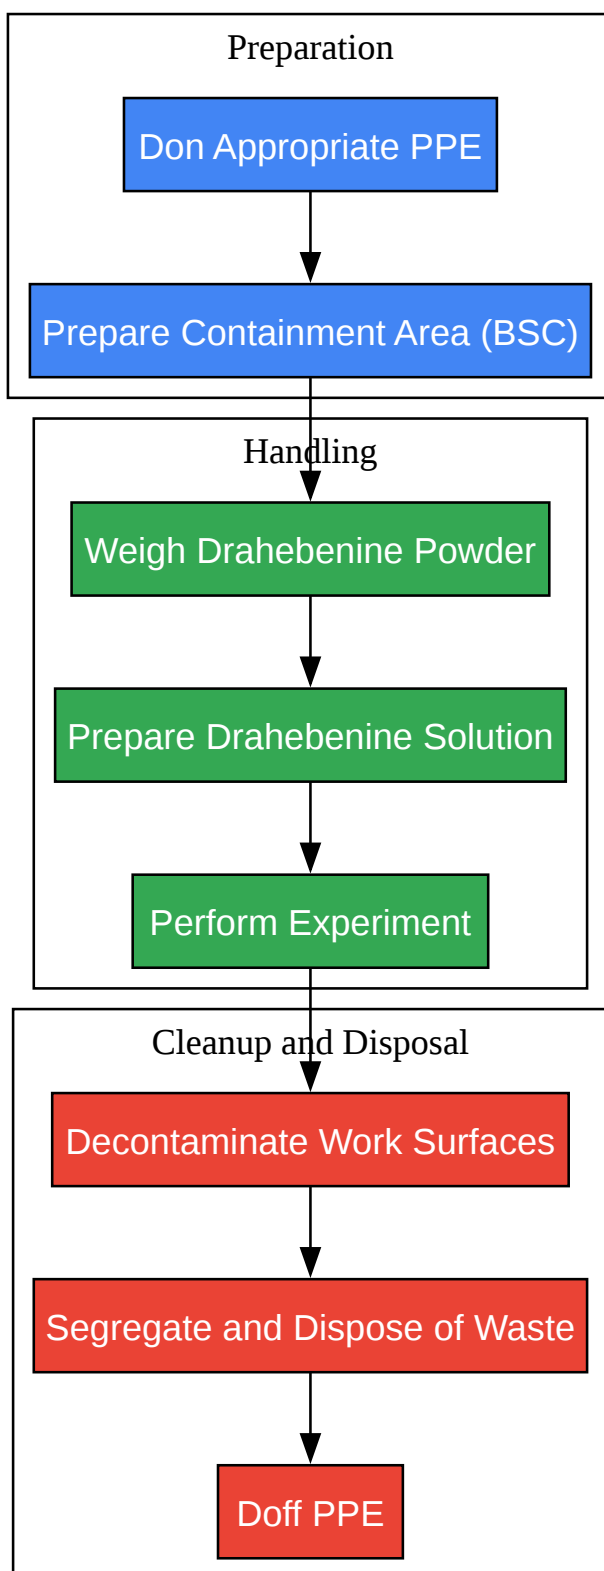 Preparation
Don Appropriate PPE
Prepare Containment Area (BSC)
Handling
Weigh Drahebenine Powder
Prepare Drahebenine Solution
Perform Experiment
Cleanup and Disposal
Decontaminate Work Surfaces
Segregate and Dispose of Waste
Doff PPE